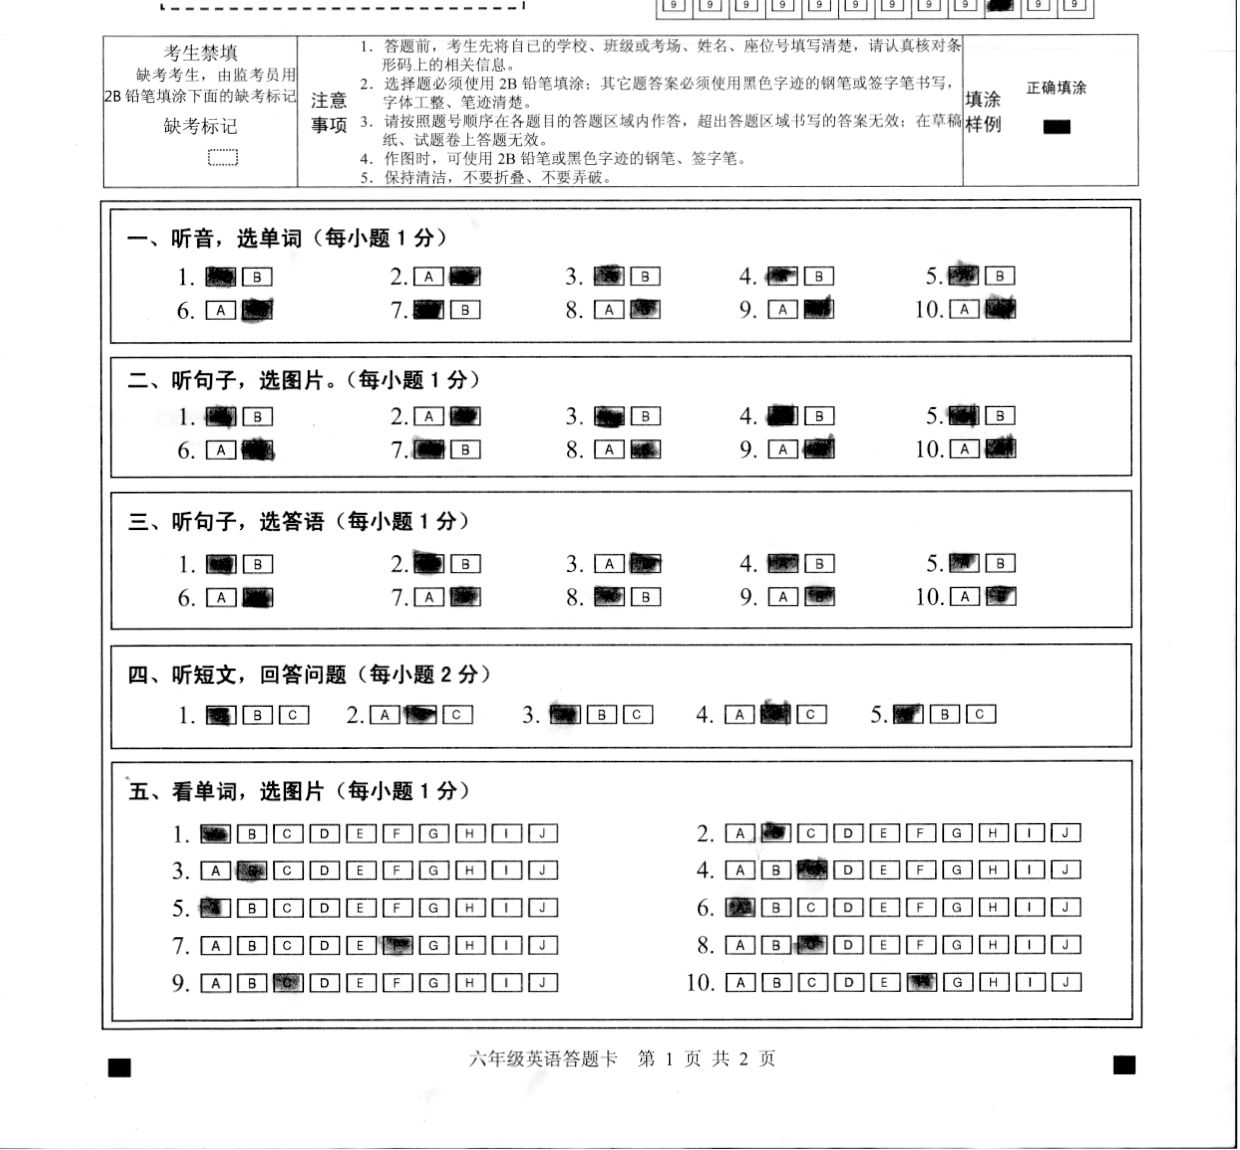 9 9 9 9 9 9 9 9 9 9 9
考生禁填
缺考考生，由监考员用
2B 铅笔填涂下面的缺考标记
缺考标记
注意
事项
1. 答题前，考生先将自已的学校、班级或考场、姓名、座位号填写清楚，请认真核对条
形码上的相关信息。
2. 选择题必须使用 2B 铅笔填涂；其它题答案必须使用黑色字迹的钢笔或签字笔书写，
字体工整、笔迹清楚。
3. 请按照题号顺序在各题目的答题区域内作答，超出答题区域书写的答案无效；在草稿
纸、试题卷上答题无效。
4. 作图时，可使用 2B 铅笔或黑色字迹的钢笔、签字笔。
5. 保持清洁，不要折叠、不要弄破。
填涂
样例
正确填涂
一、听音，选单词（每小题 1 分）
1. B 2. A 3. A B 4. B 5. A B
6. A 7. B 8. A B 9. A 10. A
二、听句子，选图片。（每小题 1 分）
1. B 2. A 3. B 4. B 5. B
6. A 7. B 8. A 9. A 10. A
三、听句子，选答语（每小题 1 分）
1. B 2. B 3. A 4. A B 5. A B
6. A 7. A 8. B 9. A B 10. A B
四、听短文，回答问题（每小题 2 分）
1. B C 2. A C 3. B C 4. A C 5. B C
五、看单词，选图片（每小题 1 分）
1. B C D E F G H I J 2. A C D E F G H I J
3. A B C D E F G H I J 4. A B D E F G H I J
5. B C D E F G H I J 6. A B C D E F G H I J
7. A B C D E F G H I J 8. A B C D E F G H I J
9. A B C D E F G H I J 10. A B C D E G H I J
六年级英语答题卡 第 1 页 共 2 页